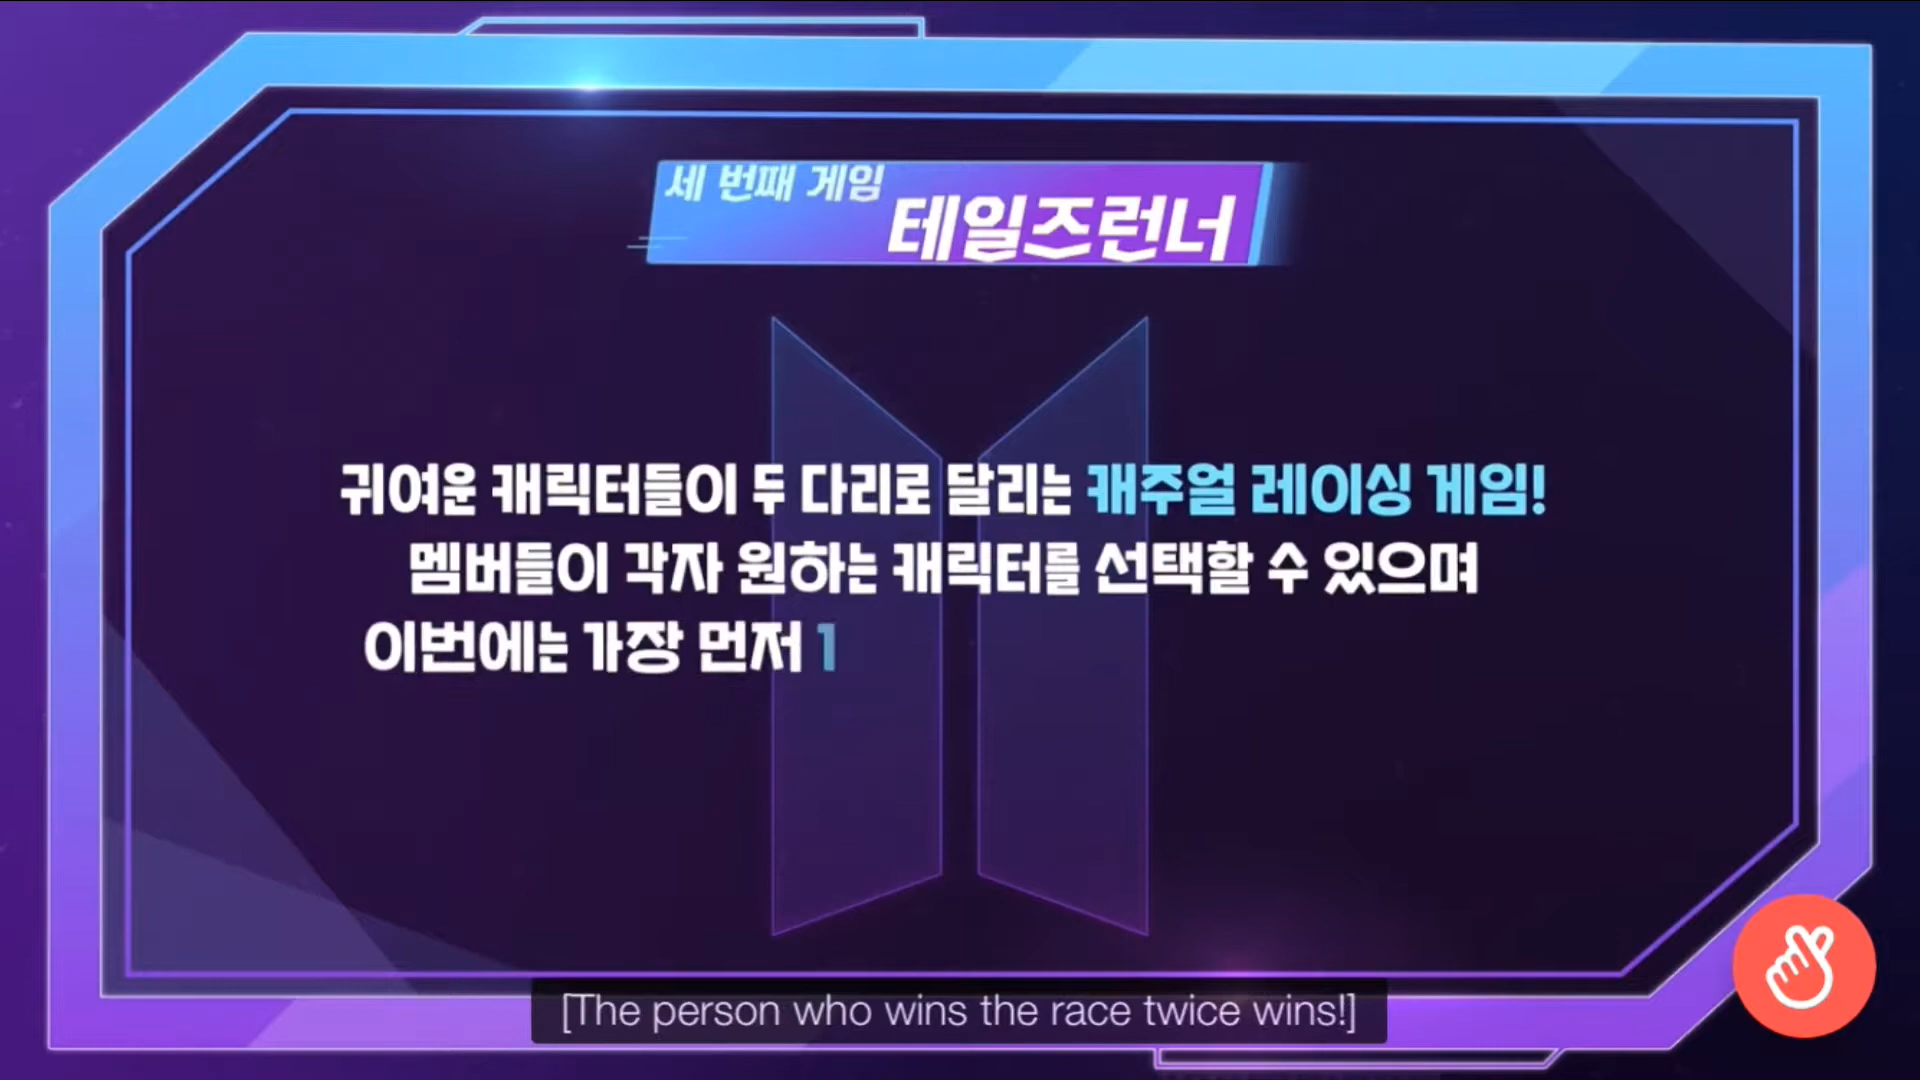 세 번째 게임
테일즈런너
귀여운 캐릭터들이 두 다리로 달리는 캐주얼 레이싱 게임!
멤버들이 각자 원하는 캐릭터를 선택할 수 있으며
이번에는 가장 먼저 1
[The person who wins the race twice wins!]